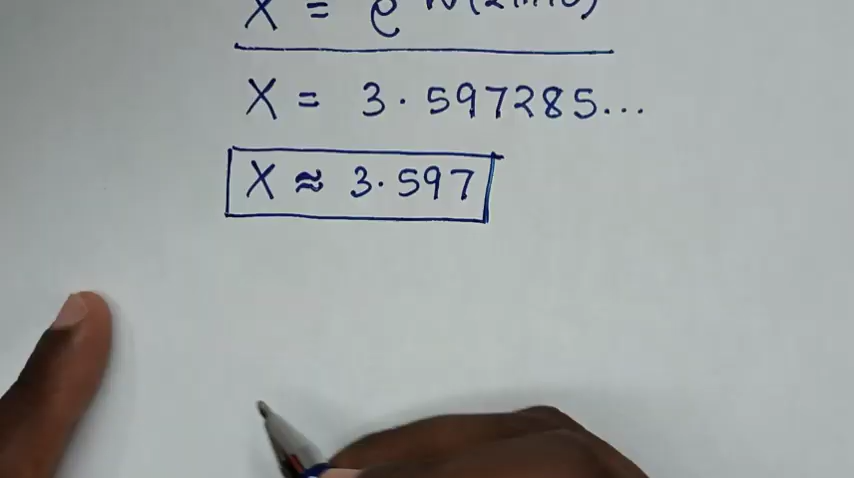 X = e
X = 3.597285...
X ≈ 3.597